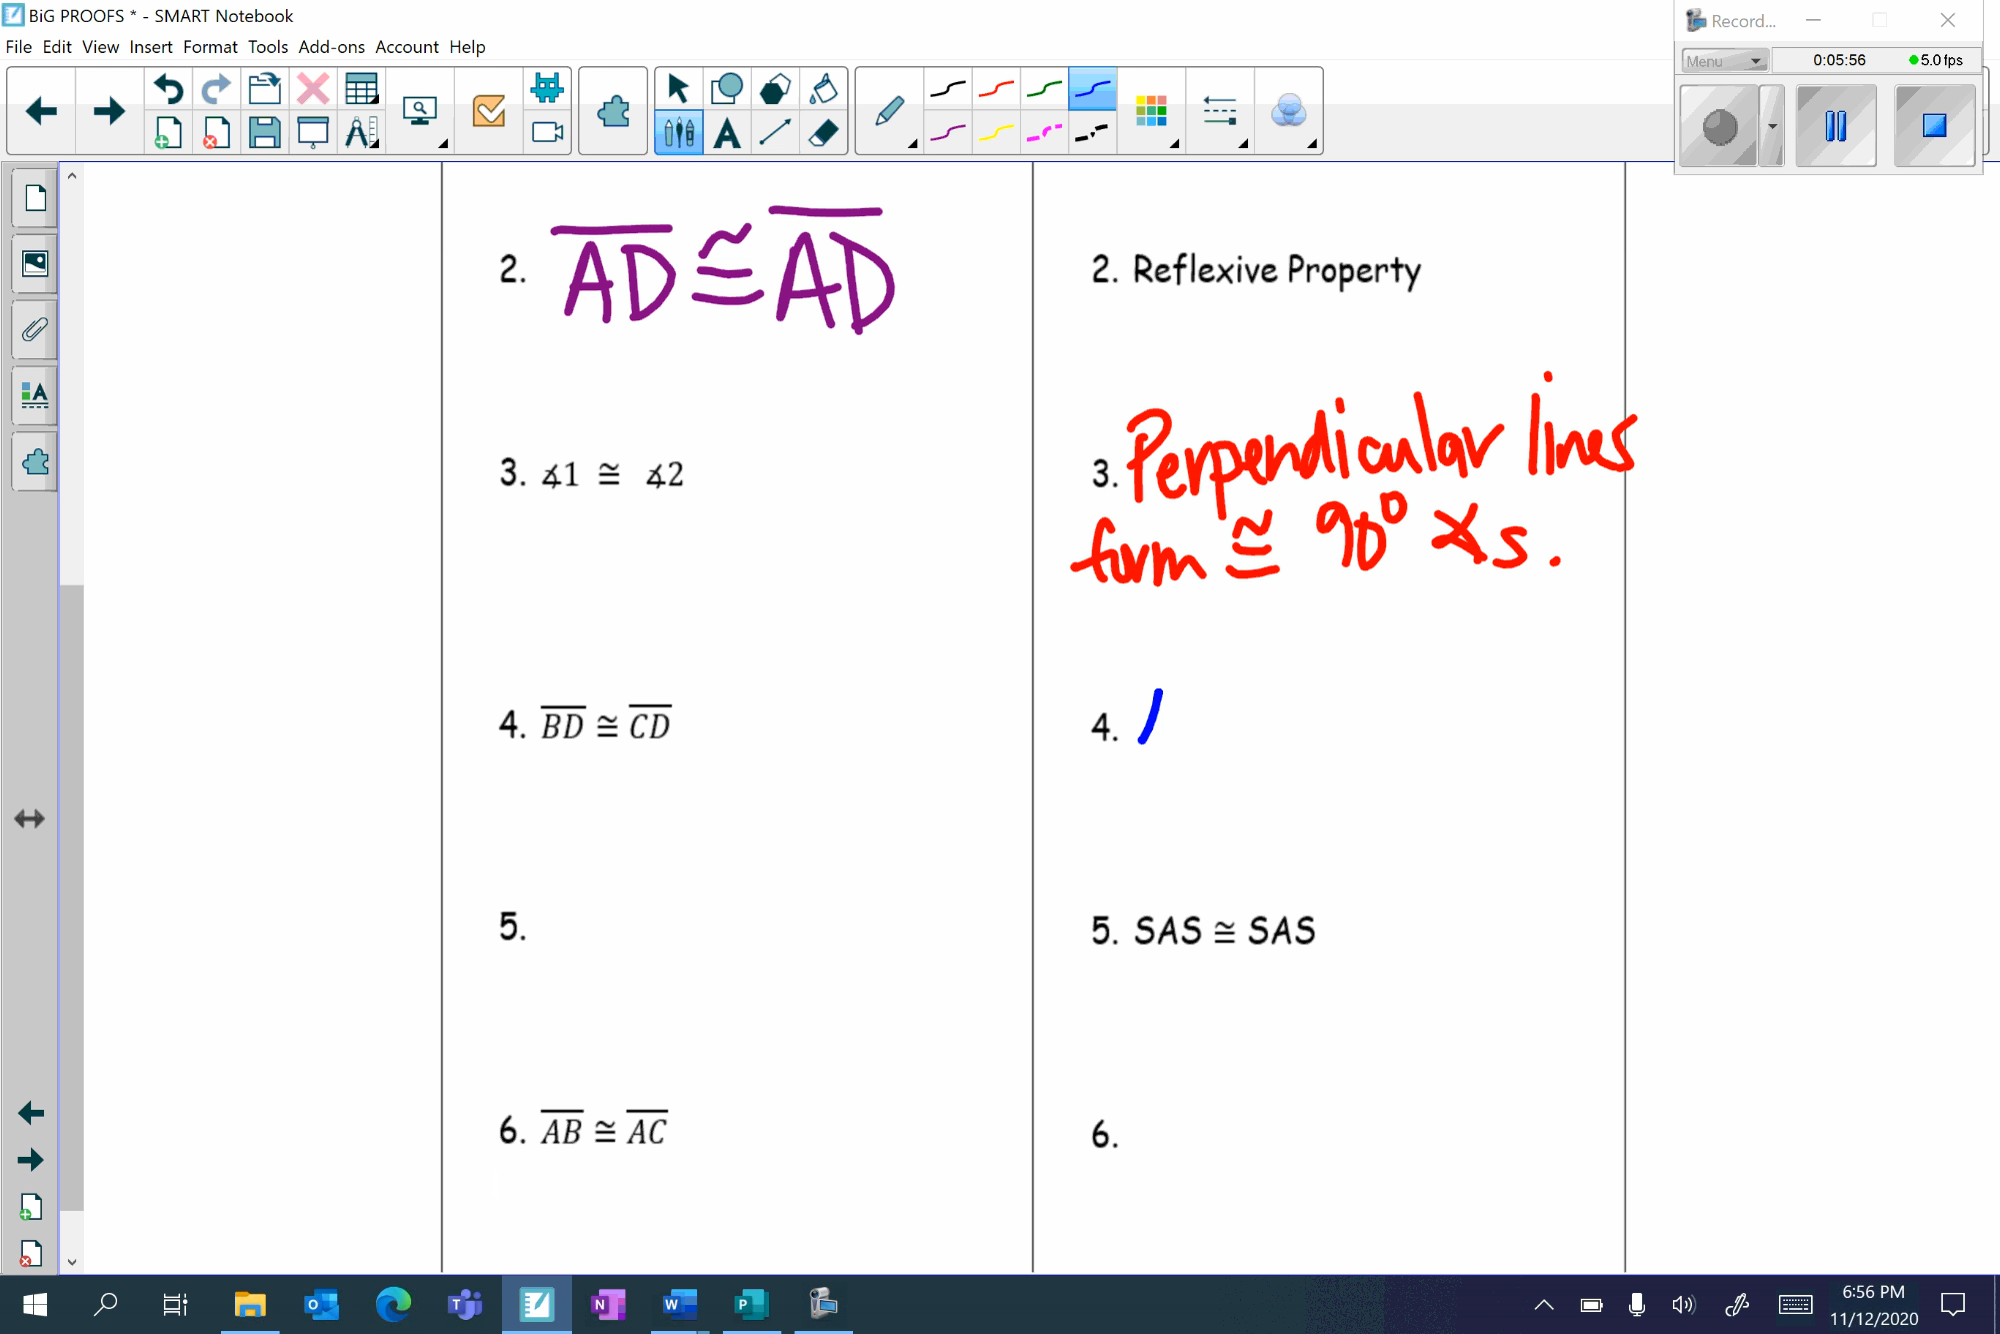 BiG PROOFS * - SMART Notebook
File Edit View Insert Format Tools Add-ons Account Help
Record...
Menu
0:05:56
5.0fps
2. AD ≅ AD
2. Reflexive Property
3. ∡1 ≅ ∡2
3. Perpendicular lines
form ≅ 90° ∡s.
4. BD ≅ CD
4.
5.
5. SAS ≅ SAS
6. AB ≅ AC
6.
6:56 PM
11/12/2020